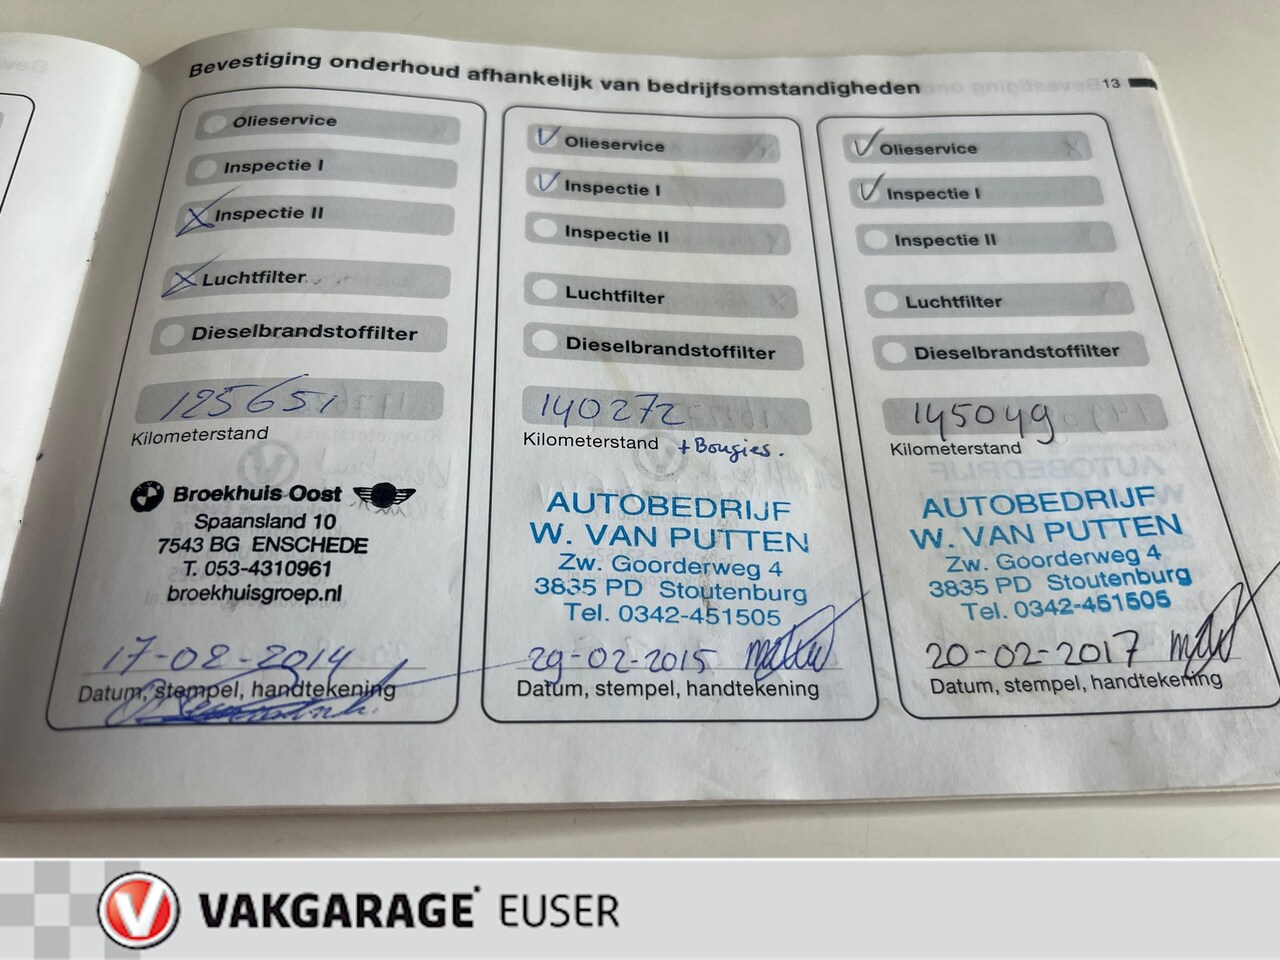 Bevestiging onderhoud afhankelijk van bedrijfsomstandigheden
13
Olieservice
Inspectie I
Inspectie II
Luchtfilter
Dieselbrandstoffilter
125651
Kilometerstand
Broekhuis Oost
Spaansland 10
7543 BG ENSCHEDE
T. 053-4310961
broekhuisgroep.nl
17-02-2014
Datum, stempel, handtekening
Olieservice
Inspectie I
Inspectie II
Luchtfilter
Dieselbrandstoffilter
140272
Kilometerstand + Bougies.
AUTOBEDRIJF
W. VAN PUTTEN
Zw. Goorderweg 4
3835 PD Stoutenburg
Tel. 0342-451505
29-02-2015
Datum, stempel, handtekening
Olieservice
Inspectie I
Inspectie II
Luchtfilter
Dieselbrandstoffilter
145049
Kilometerstand
AUTOBEDRIJF
W. VAN PUTTEN
Zw. Goorderweg 4
3835 PD Stoutenburg
Tel. 0342-451505
20-02-2017
Datum, stempel, handtekening
VAKGARAGE EUSER